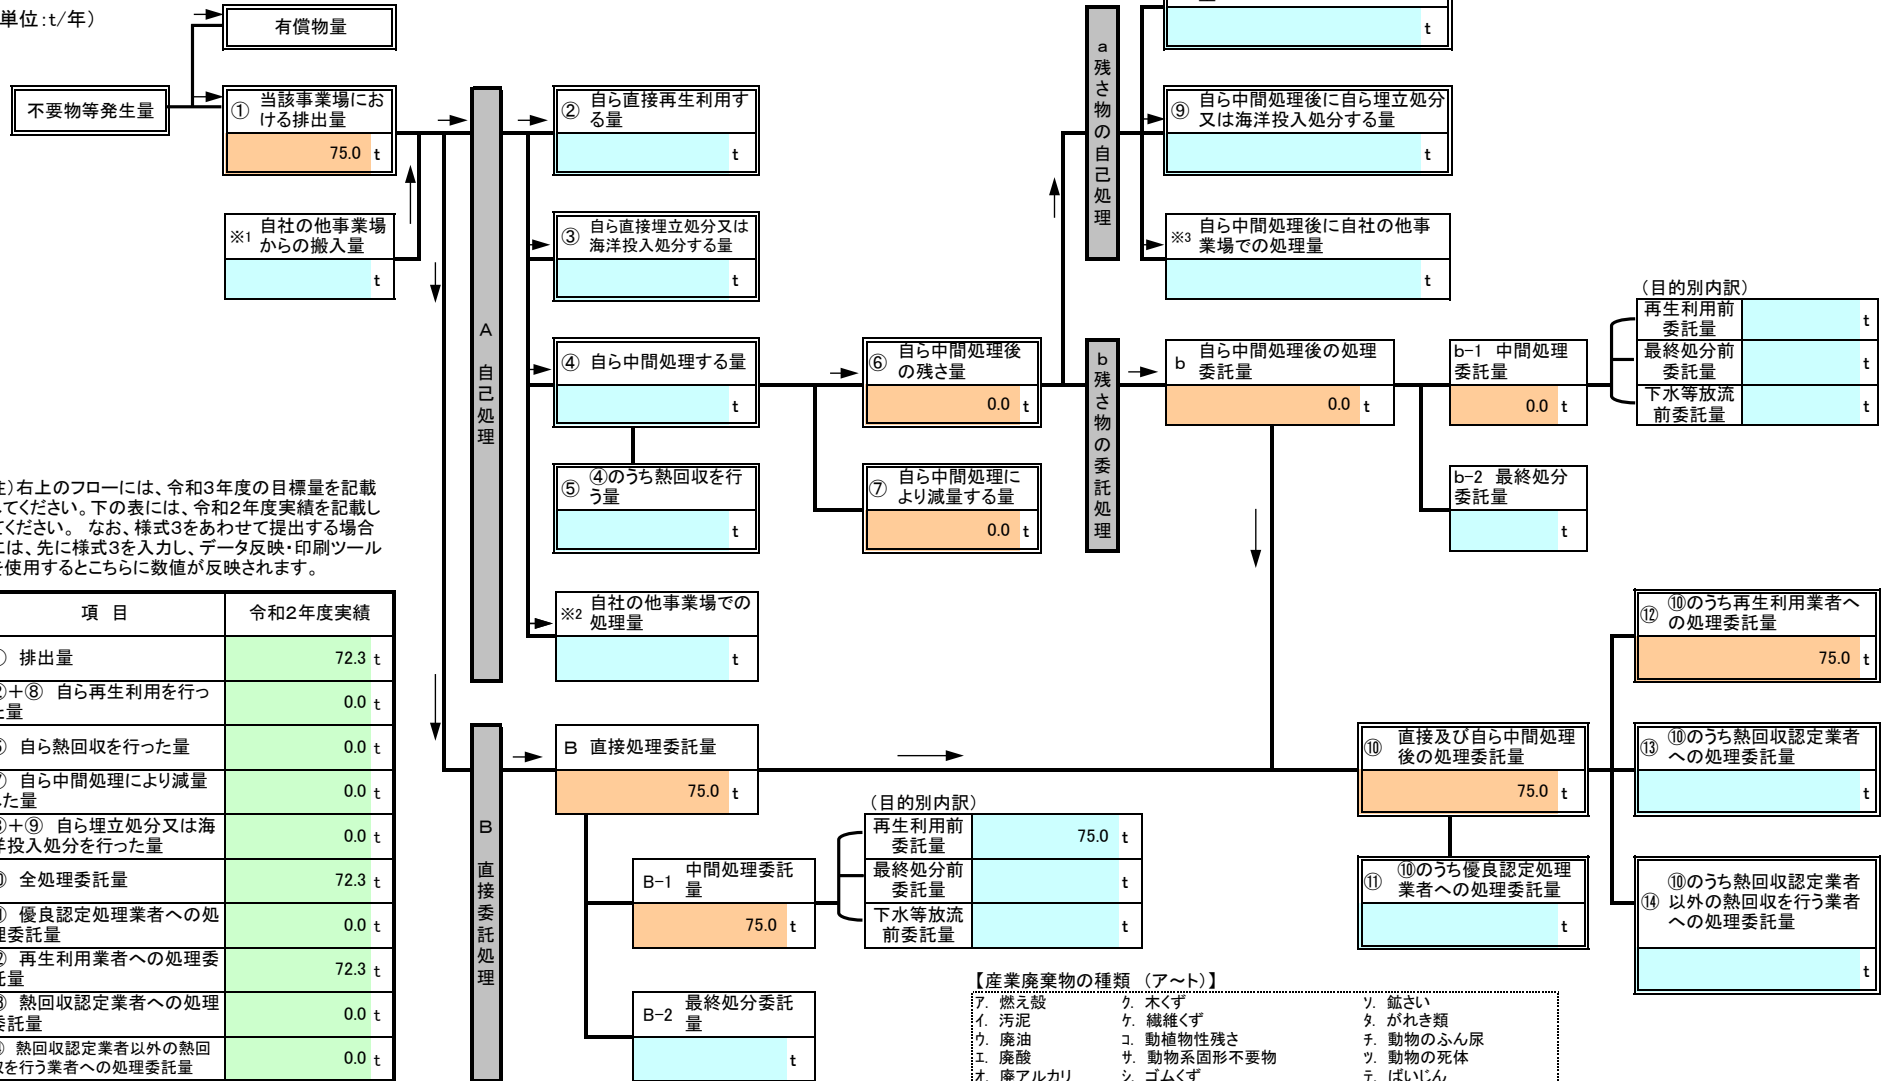 単位:t/年）
有償物量
不要物等発生量
① 当該事業場にお
ける排出量
75.0 t
※1 自社の他事業場
からの搬入量
t
A 自己処理
② 自ら直接再生利用す
る量
t
③ 自ら直接埋立処分又は
海洋投入処分する量
t
④ 自ら中間処理する量
t
⑤ ④のうち熱回収を行
う量
t
※2 自社の他事業場での
処理量
t
⑥ 自ら中間処理後
の残さ量
0.0 t
⑦ 自ら中間処理に
より減量する量
0.0 t
a 残さ物の自己処理
t
⑨ 自ら中間処理後に自ら埋立処分
又は海洋投入処分する量
t
※3 自ら中間処理後に自社の他事
業場での処理量
t
b 残さ物の委託処理
b 自ら中間処理後の処理
委託量
0.0 t
b-1 中間処理
委託量
0.0 t
（目的別内訳）
再生利用前
委託量 t
最終処分前
委託量 t
下水等放流
前委託量 t
b-2 最終処分
委託量
t
）右上のフローには、令和3年度の目標量を記載
してください。下の表には、令和2年度実績を記載し
てください。 なお、様式3をあわせて提出する場合
には、先に様式3を入力し、データ反映・印刷ツール
を使用するとこちらに数値が反映されます。
項 目 令和2年度実績
排出量 72.3 t
＋⑧ 自ら再生利用を行っ
た量 0.0 t
自ら熱回収を行った量 0.0 t
自ら中間処理により減量
した量 0.0 t
＋⑨ 自ら埋立処分又は海
洋投入処分を行った量 0.0 t
全処理委託量 72.3 t
優良認定処理業者への処
理委託量 0.0 t
再生利用業者への処理委
託量 72.3 t
熱回収認定業者への処理
委託量 0.0 t
熱回収認定業者以外の熱回
収を行う業者への処理委託量 0.0 t
B 直接委託処理
B 直接処理委託量
75.0 t
B-1 中間処理委託
量
75.0 t
（目的別内訳）
再生利用前
委託量 75.0 t
最終処分前
委託量 t
下水等放流
前委託量 t
B-2 最終処分委託
量
t
⑩ 直接及び自ら中間処理
後の処理委託量
75.0 t
⑪ ⑩のうち優良認定処理
業者への処理委託量
t
⑫ ⑩のうち再生利用業者へ
の処理委託量
75.0 t
⑬ ⑩のうち熱回収認定業者
への処理委託量
t
⑭ ⑩のうち熱回収認定業者
以外の熱回収を行う業者
への処理委託量
t
【産業廃棄物の種類 （ア～ト）】
ア. 燃え殻 ク. 木くず ソ. 鉱さい
イ. 汚泥 ケ. 繊維くず タ. がれき類
ウ. 廃油 コ. 動植物性残さ チ. 動物のふん尿
エ. 廃酸 サ. 動物系固形不要物 ツ. 動物の死体
オ. 廃アルカリ シ. ゴムくず テ. ばいじん